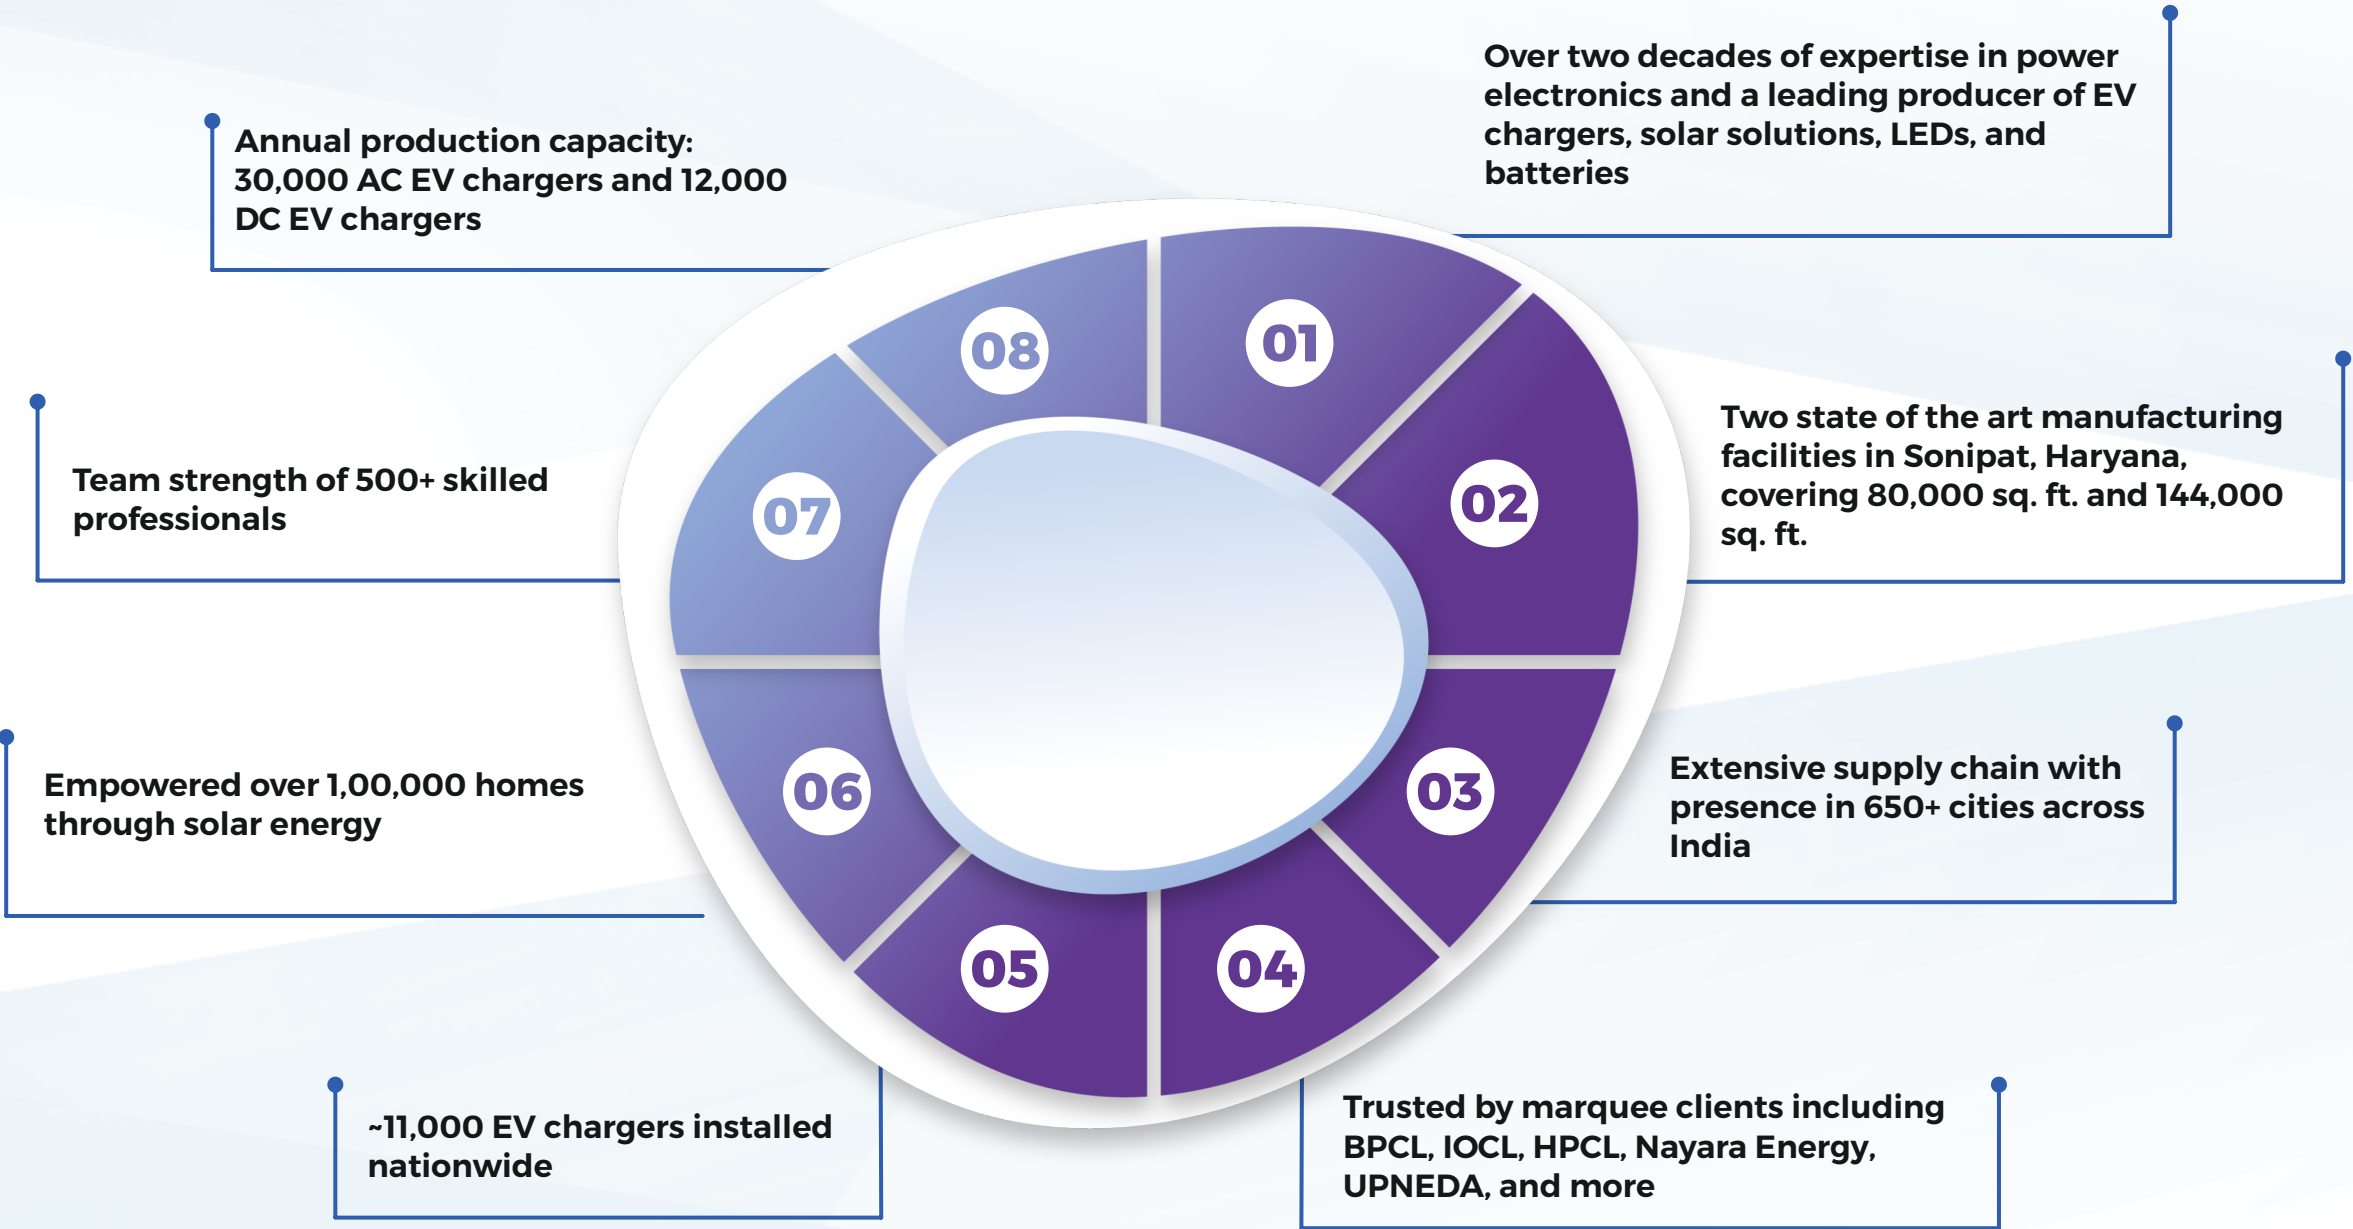 01
Over two decades of expertise in power
electronics and a leading producer of EV
chargers, solar solutions, LEDs, and
batteries
02
Two state of the art manufacturing
facilities in Sonipat, Haryana,
covering 80,000 sq. ft. and 144,000
sq. ft.
03
Extensive supply chain with
presence in 650+ cities across
India
04
Trusted by marquee clients including
BPCL, IOCL, HPCL, Nayara Energy,
UPNEDA, and more
05
~11,000 EV chargers installed
nationwide
06
Empowered over 1,00,000 homes
through solar energy
07
Team strength of 500+ skilled
professionals
08
Annual production capacity:
30,000 AC EV chargers and 12,000
DC EV chargers